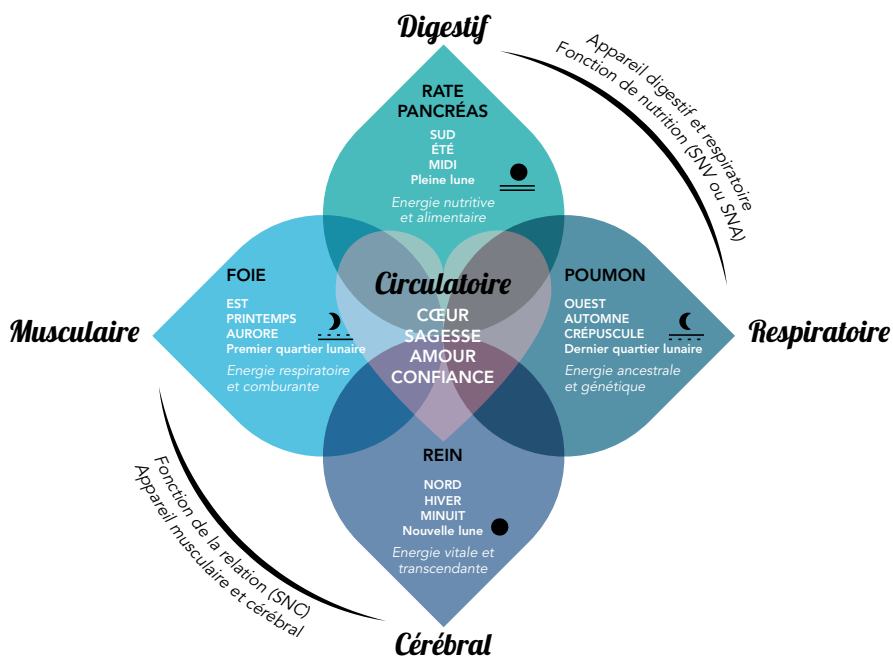 Digestif
Appareil digestif et respiratoire
Fonction de nutrition (SNV ou SNA)
RATE
PANCRÉAS
SUD
ÉTÉ
MIDI
Pleine lune
Energie nutritive
et alimentaire
Musculaire
FOIE
EST
PRINTEMPS
AURORE
Premier quartier lunaire
Energie respiratoire
et comburante
Circulatoire
CŒUR
SAGESSE
AMOUR
CONFIANCE
POUMON
OUEST
AUTOMNE
CRÉPUSCULE
Dernier quartier lunaire
Energie ancestrale
et génétique
Respiratoire
REIN
NORD
HIVER
MINUIT
Nouvelle lune
Energie vitale et
transcendante
Fonction de la relation (SNC)
Appareil musculaire et cérébral
Cérébral